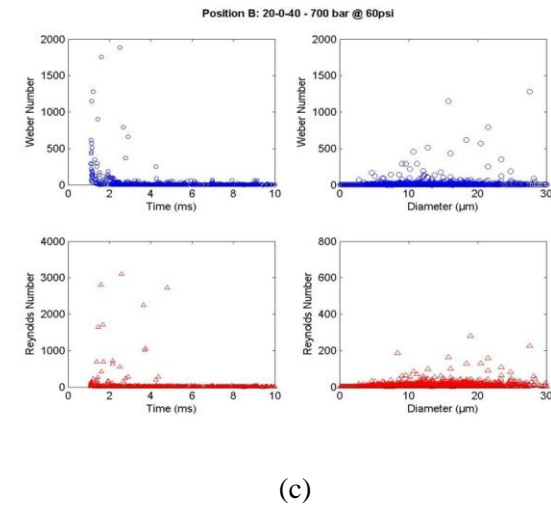 Position B: 20-0-40 - 700 bar @ 60psi
2000
1500
1000
500
0
Weber Number
0 2 4 6 8 10
Time (ms)
2000
1500
1000
500
0
Weber Number
0 10 20 30
Diameter (µm)
4000
3000
2000
1000
0
Reynolds Number
0 2 4 6 8 10
Time (ms)
800
600
400
200
0
Reynolds Number
0 10 20 30
Diameter (µm)
(c)